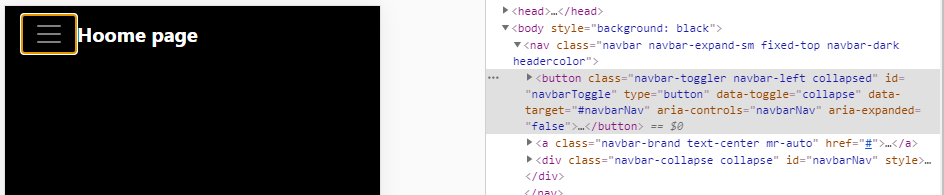 Hoome page
<head>…</head>
<body style="background: black">
<nav class="navbar navbar-expand-sm fixed-top navbar-dark
headercolor">
<button class="navbar-toggler navbar-left collapsed" id=
"navbarToggle" type="button" data-toggle="collapse" data-
target="#navbarNav" aria-controls="navbarNav" aria-expanded=
"false">…</button> == $0
<a class="navbar-brand text-center mr-auto" href="#">…</a>
<div class="navbar-collapse collapse" id="navbarNav" style>…
</div>
</nav>